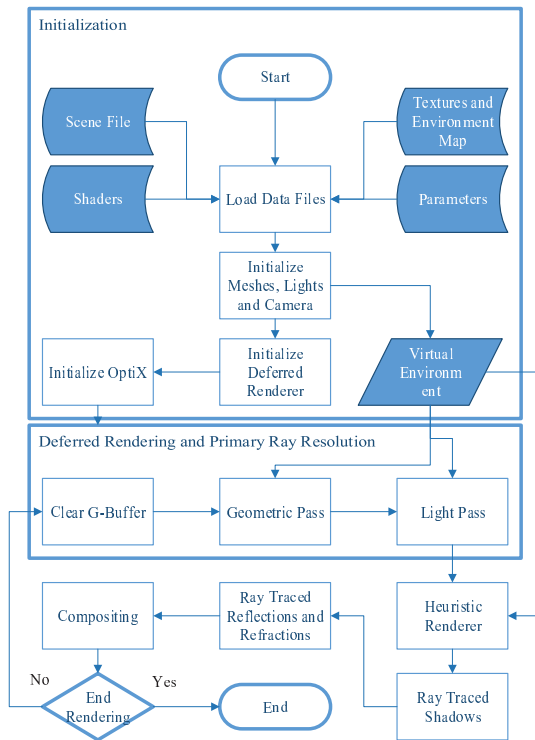 Initialization
Start
Scene File
Textures and
Environment
Map
Shaders
Load Data Files
Parameters
Initialize
Meshes, Lights
and Camera
Initialize OptiX
Initialize
Deferred
Renderer
Virtual
Environm
ent
Deferred Rendering and Primary Ray Resolution
Clear G-Buffer
Geometric Pass
Light Pass
Compositing
Ray Traced
Reflections and
Refractions
Heuristic
Renderer
No
Yes
End
Rendering
End
Ray Traced
Shadows